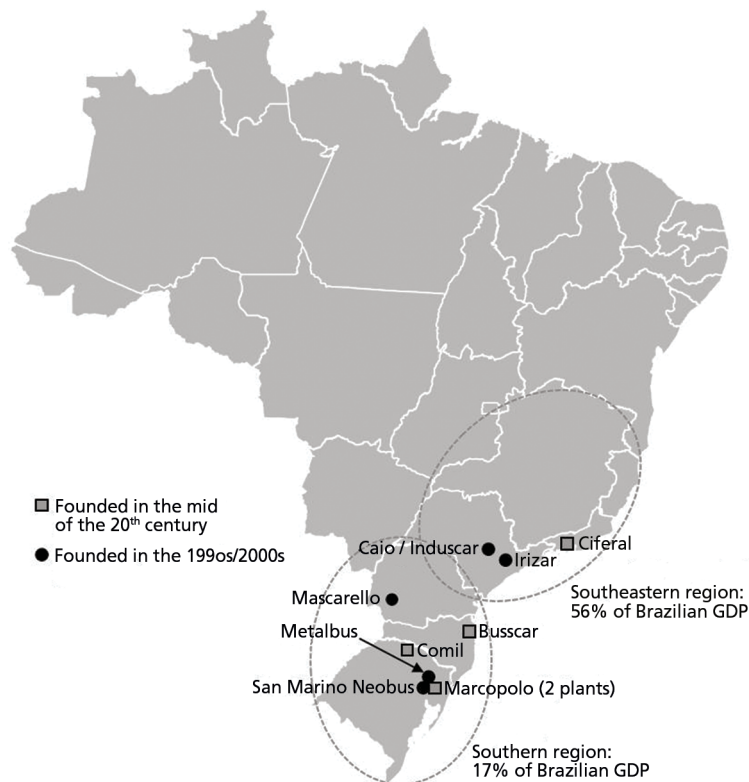 Founded in the mid
of the 20th century
Founded in the 199os/2000s
Caio / Induscar
Irizar
Ciferal
Southeastern region:
56% of Brazilian GDP
Mascarello
Busscar
Metalbus
Comil
San Marino Neobus
Marcopolo (2 plants)
Southern region:
17% of Brazilian GDP